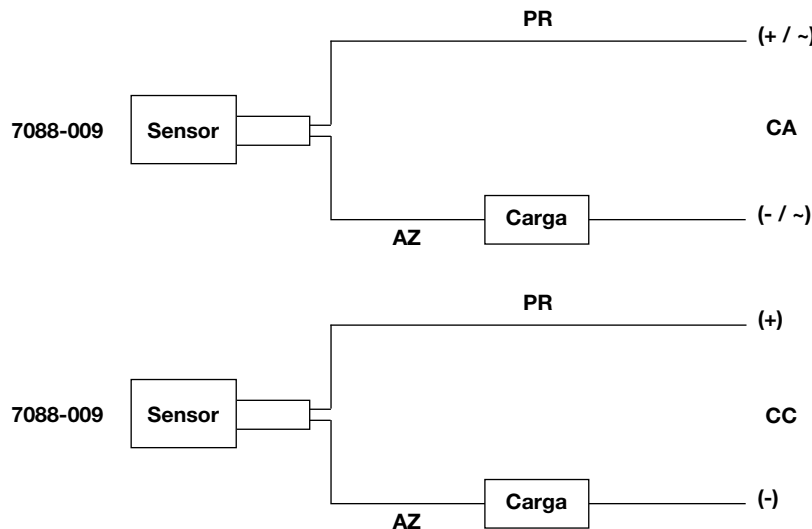 PR
(+ / ~)
7088-009
Sensor
CA
AZ
Carga
(- / ~)
PR
(+)
7088-009
Sensor
CC
AZ
Carga
(-)